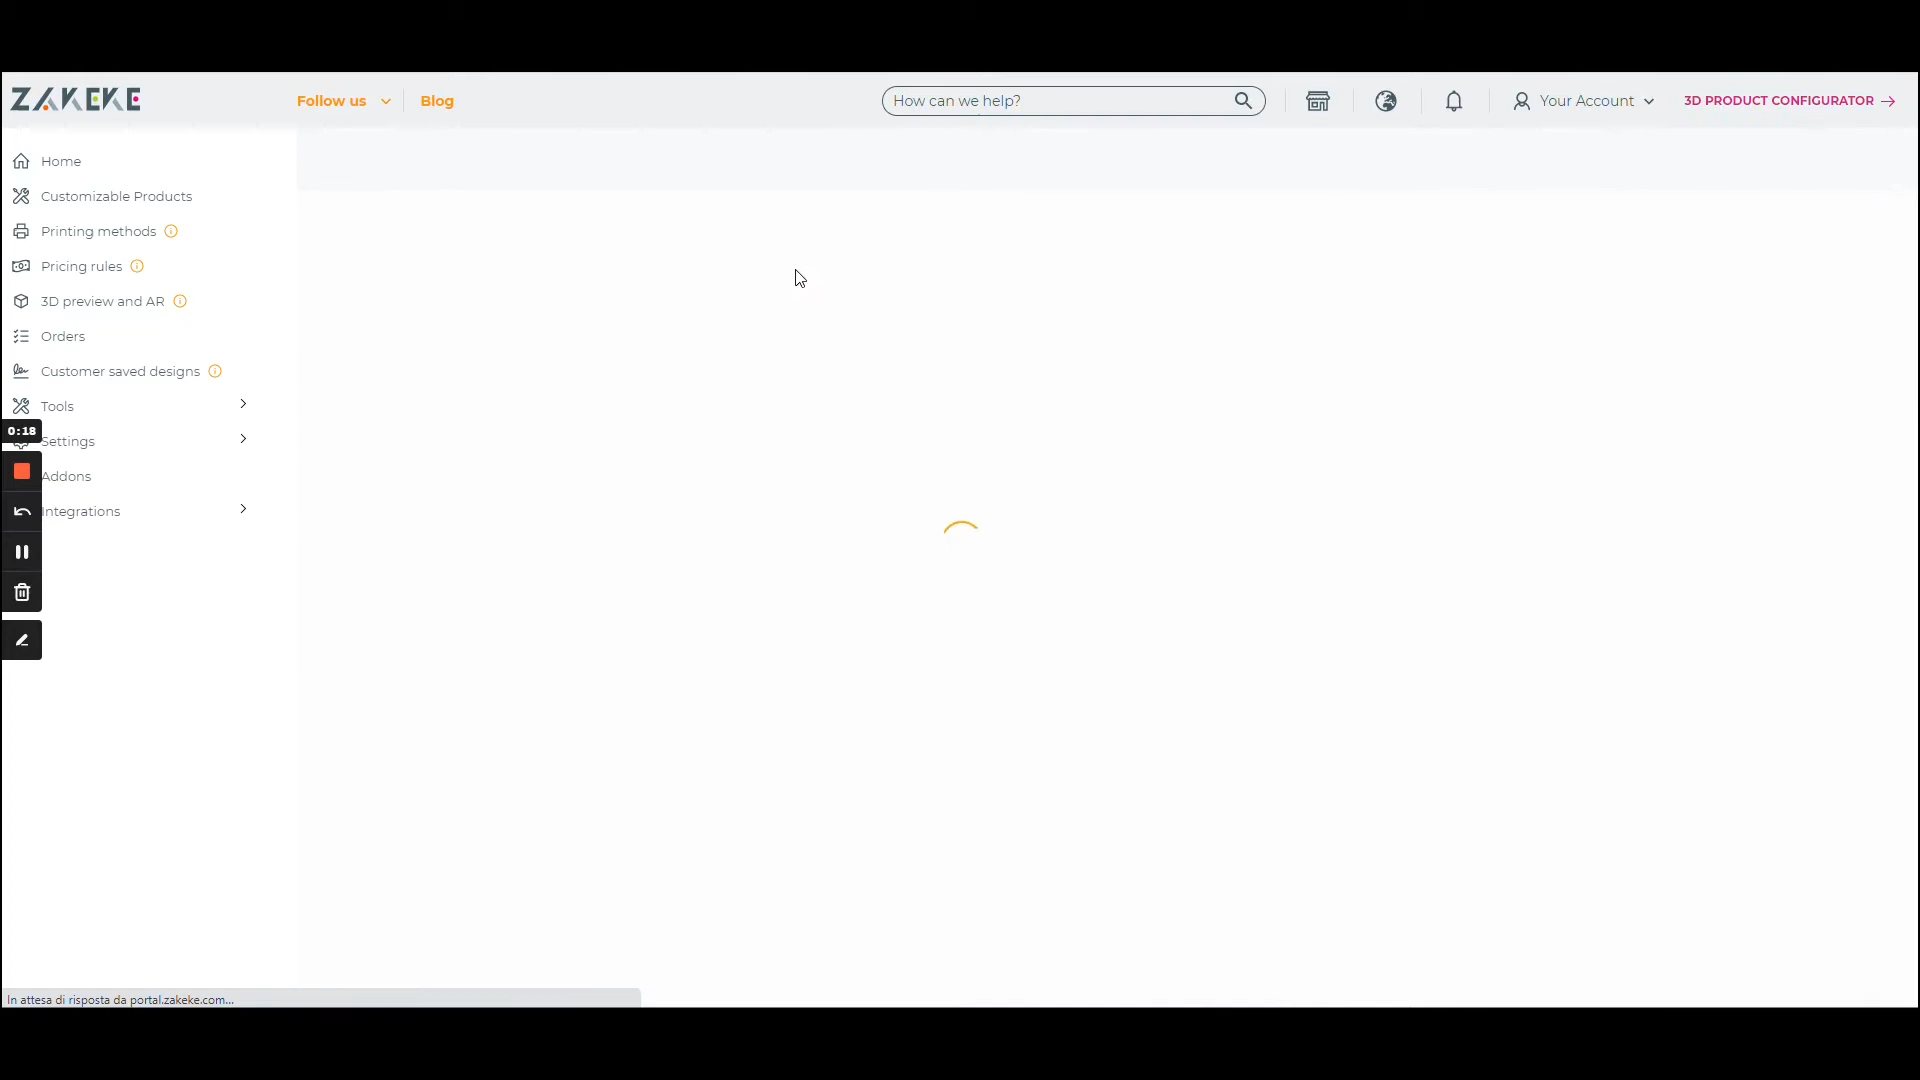 ZAKEKE
Follow us
Blog
How can we help?
Your Account
3D PRODUCT CONFIGURATOR
Home
Customizable Products
Printing methods
Pricing rules
3D preview and AR
Orders
Customer saved designs
Tools
0:18
Settings
Addons
Integrations
In attesa di risposta da portal.zakeke.com...